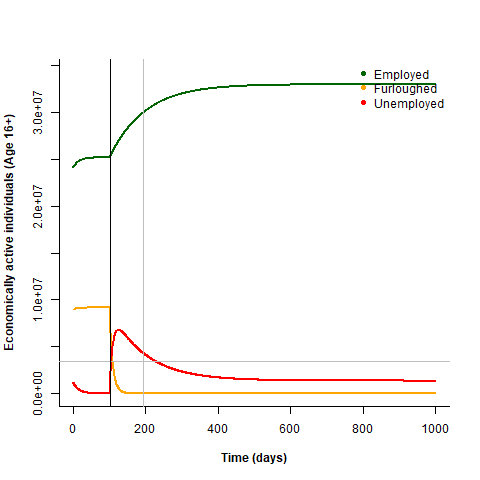 Employed
Furloughed
Unemployed
Economically active individuals (Age 16+)
3.0e+07
2.0e+07
1.0e+07
0.0e+00
0 200 400 600 800 1000
Time (days)